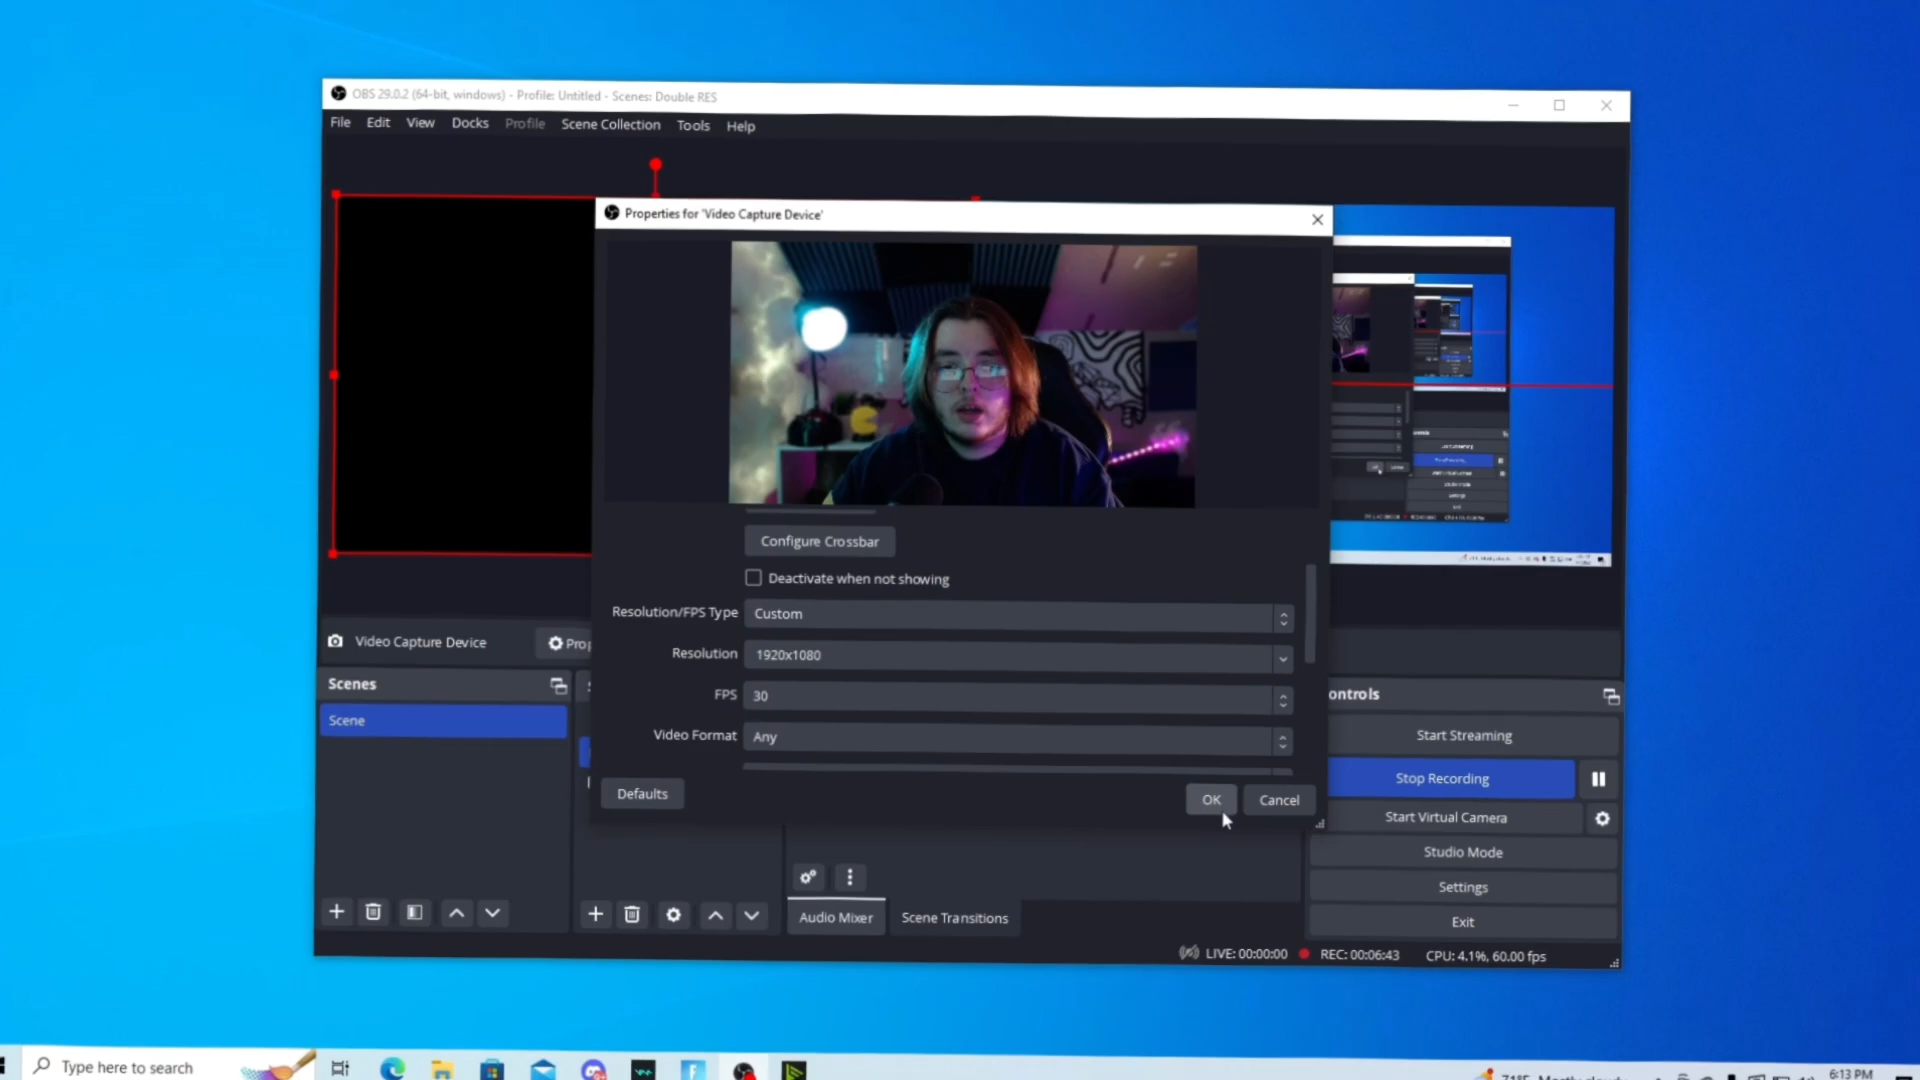 OBS 29.0.2 (64-bit, windows) - Profile: Untitled - Scenes: Double RES
File Edit View Docks Profile Scene Collection Tools Help
Properties for 'Video Capture Device'
Configure Crossbar
Deactivate when not showing
Resolution/FPS Type Custom
Resolution 1920x1080
FPS 30
Video Format Any
Defaults OK Cancel
Video Capture Device Prop
Scenes
Scene
ontrols
Start Streaming
Stop Recording
Start Virtual Camera
Studio Mode
Settings
Exit
Audio Mixer Scene Transitions
LIVE: 00:00:00 REC: 00:06:43 CPU: 4.1%, 60.00 fps
Type here to search
71°F Mostly cloudy
6:13 PM